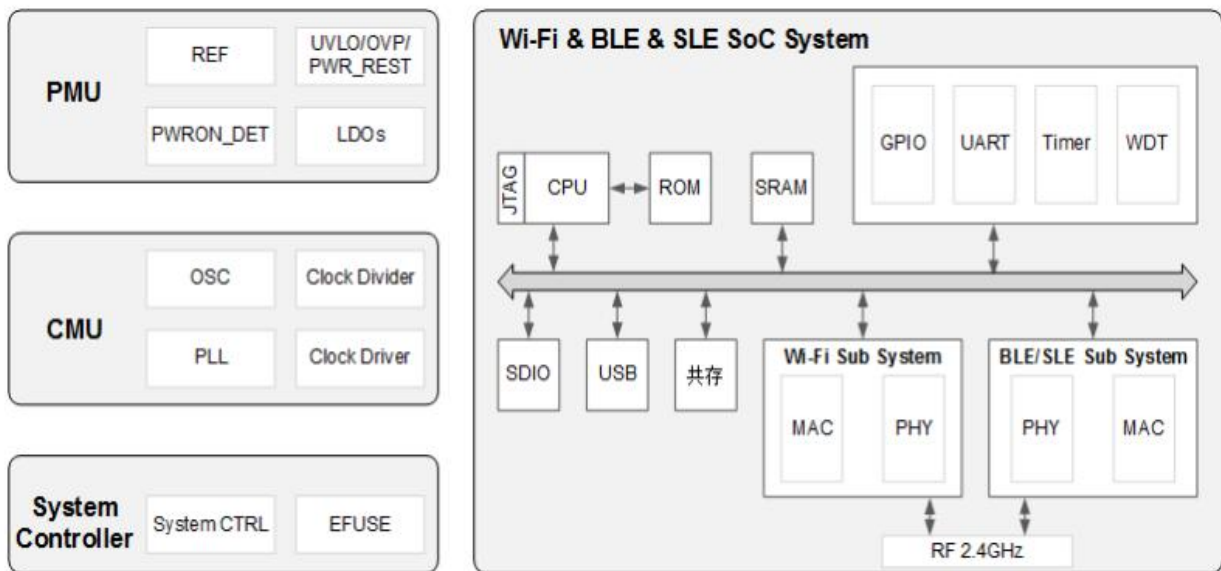 PMU
REF
UVLO/OVP/
PWR_REST
PWRON_DET
LDOs
CMU
OSC
Clock Divider
PLL
Clock Driver
System
Controller
System CTRL
EFUSE
Wi-Fi & BLE & SLE SoC System
GPIO
UART
Timer
WDT
JTAG
CPU
ROM
SRAM
SDIO
USB
共存
Wi-Fi Sub System
MAC
PHY
BLE/SLE Sub System
PHY
MAC
RF 2.4GHz